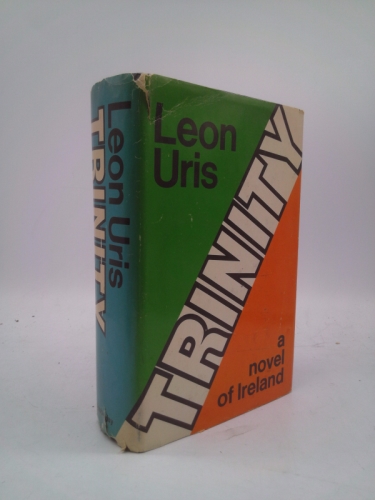 Leon Uris
TRINITY
Leon
Uris
TRINITY
a
novel
of Ireland